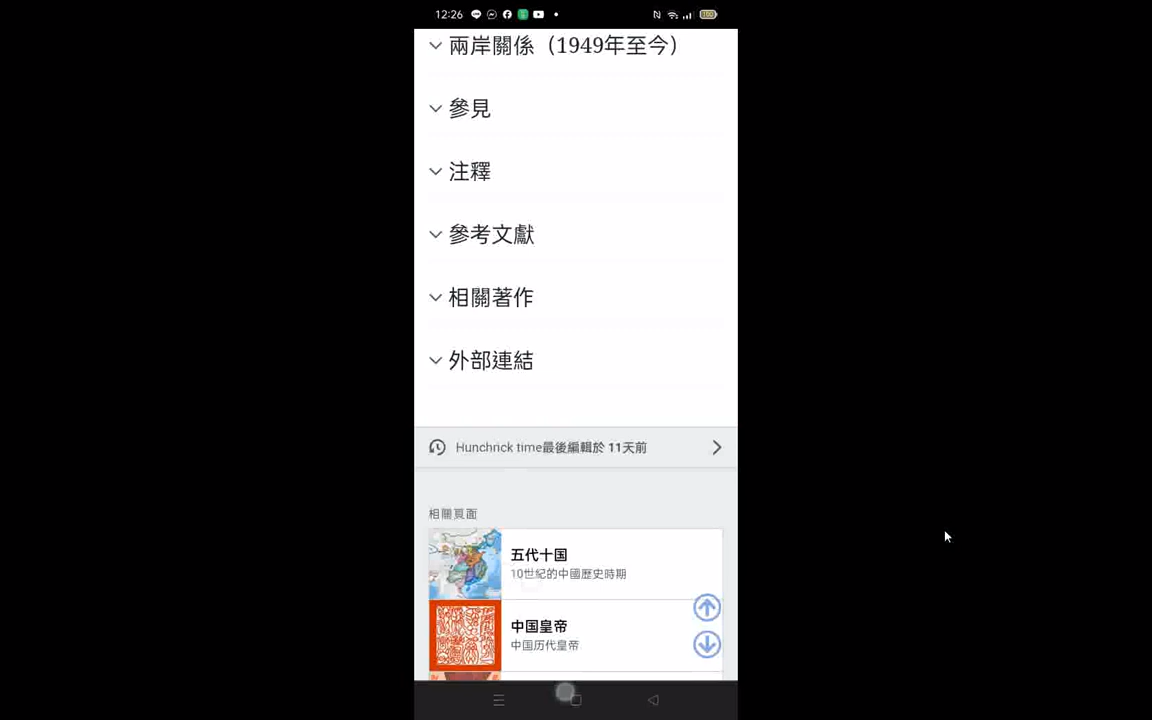 12:26
兩岸關係（1949年至今）
參見
注釋
參考文獻
相關著作
外部連結
Hunchrick time最後編輯於 11天前
相關頁面
五代十国
10世紀的中國歷史時期
中国皇帝
中国历代皇帝